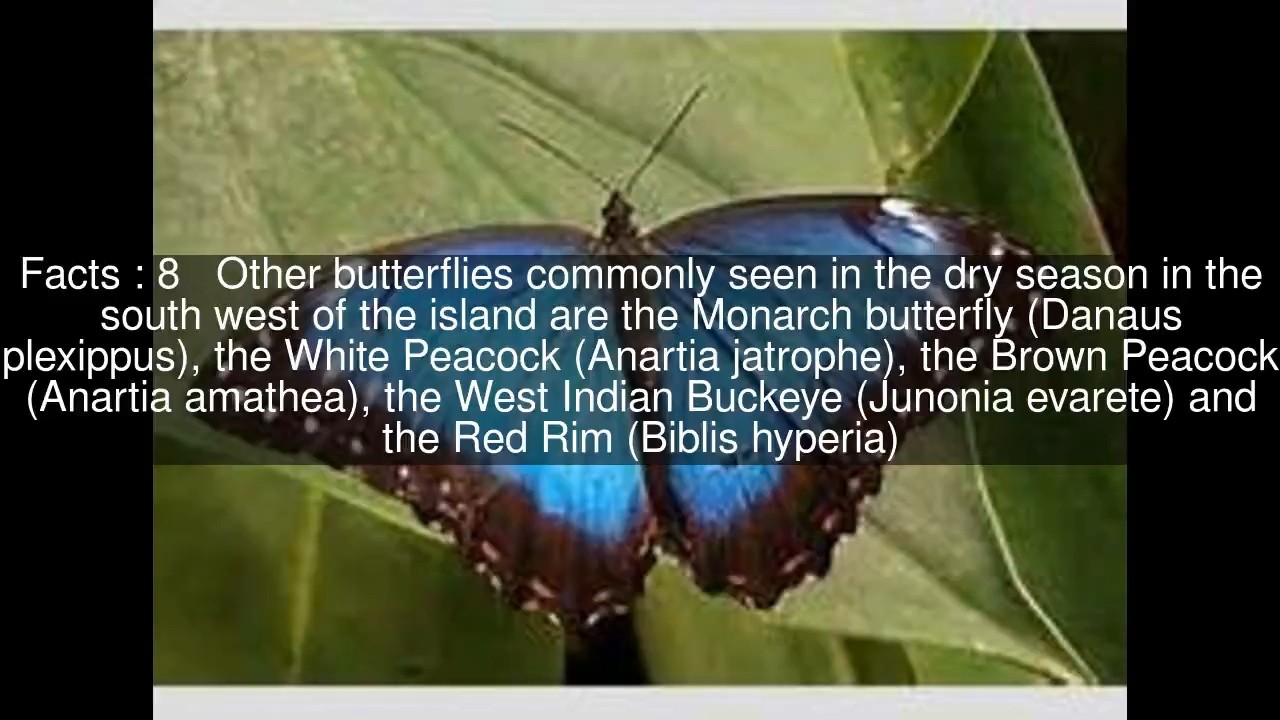 Facts : 8   Other butterflies commonly seen in the dry season in the
south west of the island are the Monarch butterfly (Danaus
plexippus), the White Peacock (Anartia jatrophe), the Brown Peacock
(Anartia amathea), the West Indian Buckeye (Junonia evarete) and
the Red Rim (Biblis hyperia)